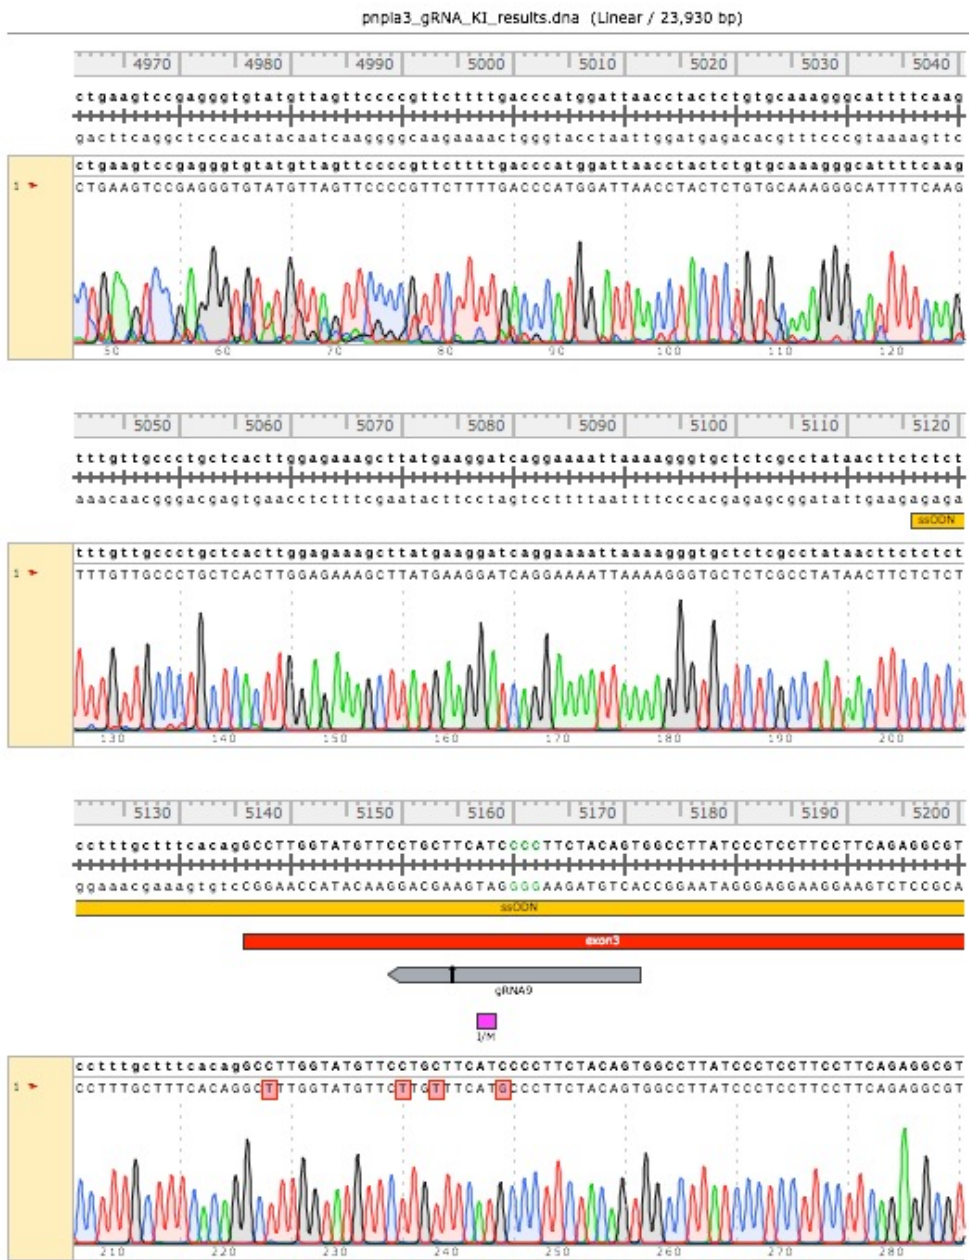 pnpla3_gRNA_KI_results.dna (Linear / 23,930 bp)
4970 4980 4990 5000 5010 5020 5030 5040
ctgaagtccgagggtgtatgttagttccccgttcttttgacccatggattaacctactctgtgcaaagggcattttcaag
gacttcaggctcccacatacaatcaaggggcaagaaaactgggtacctaattggatgagacacgtttcccgtaaaagttc
ctgaagtccgagggtgtatgttagttccccgttcttttgacccatggattaacctactctgtgcaaagggcattttcaag
1 CTGAAGTCCGAGGGTGTATGTTAGTTCCCCGTTCTTTTGACCCATGGATTAACCTACTCTGTGCAAAGGGCATTTTCAAG
50 60 70 80 90 100 110 120
5050 5060 5070 5080 5090 5100 5110 5120
tttgttgccctgctcacttggagaaagcttatgaaggatcaggaaaattaaaagggtgctctcgcctataacttctctct
aaacaacgggacgagtgaacctctttcgaatacttcctagtccttttaattttcccacgagagcggatattgaagagaga
ssODN
tttgttgccctgctcacttggagaaagcttatgaaggatcaggaaaattaaaagggtgctctcgcctataacttctctct
1 TTTGTTGCCCTGCTCACTTGGAGAAAGCTTATGAAGGATCAGGAAAATTAAAAGGGTGCTCTCGCCTATAACTTCTCTCT
130 140 150 160 170 180 190 200
5130 5140 5150 5160 5170 5180 5190 5200
cctttgctttcacagGCCTTGGTATGTTCCTGCTTCATCCCCTTCTACAGTGGCCTTATCCCTCCTTCCTTCAGAGGCGT
ggaaacgaaagtgtcCGGAACCATACAAGGACGAAGTAGGGGAAGATGTCACCGGAATAGGGAGGAAGGAAGTCTCCGCA
ssODN
exon3
gRNA9
I/M
cctttgctttcacagGCCTTGGTATGTTCCTGCTTCATCCCCTTCTACAGTGGCCTTATCCCTCCTTCCTTCAGAGGCGT
1 CCTTTGCTTTCACAGGCTTTGGTATGTTCTTGTTTCATGCCCTTCTACAGTGGCCTTATCCCTCCTTCCTTCAGAGGCGT
210 220 230 240 250 260 270 280